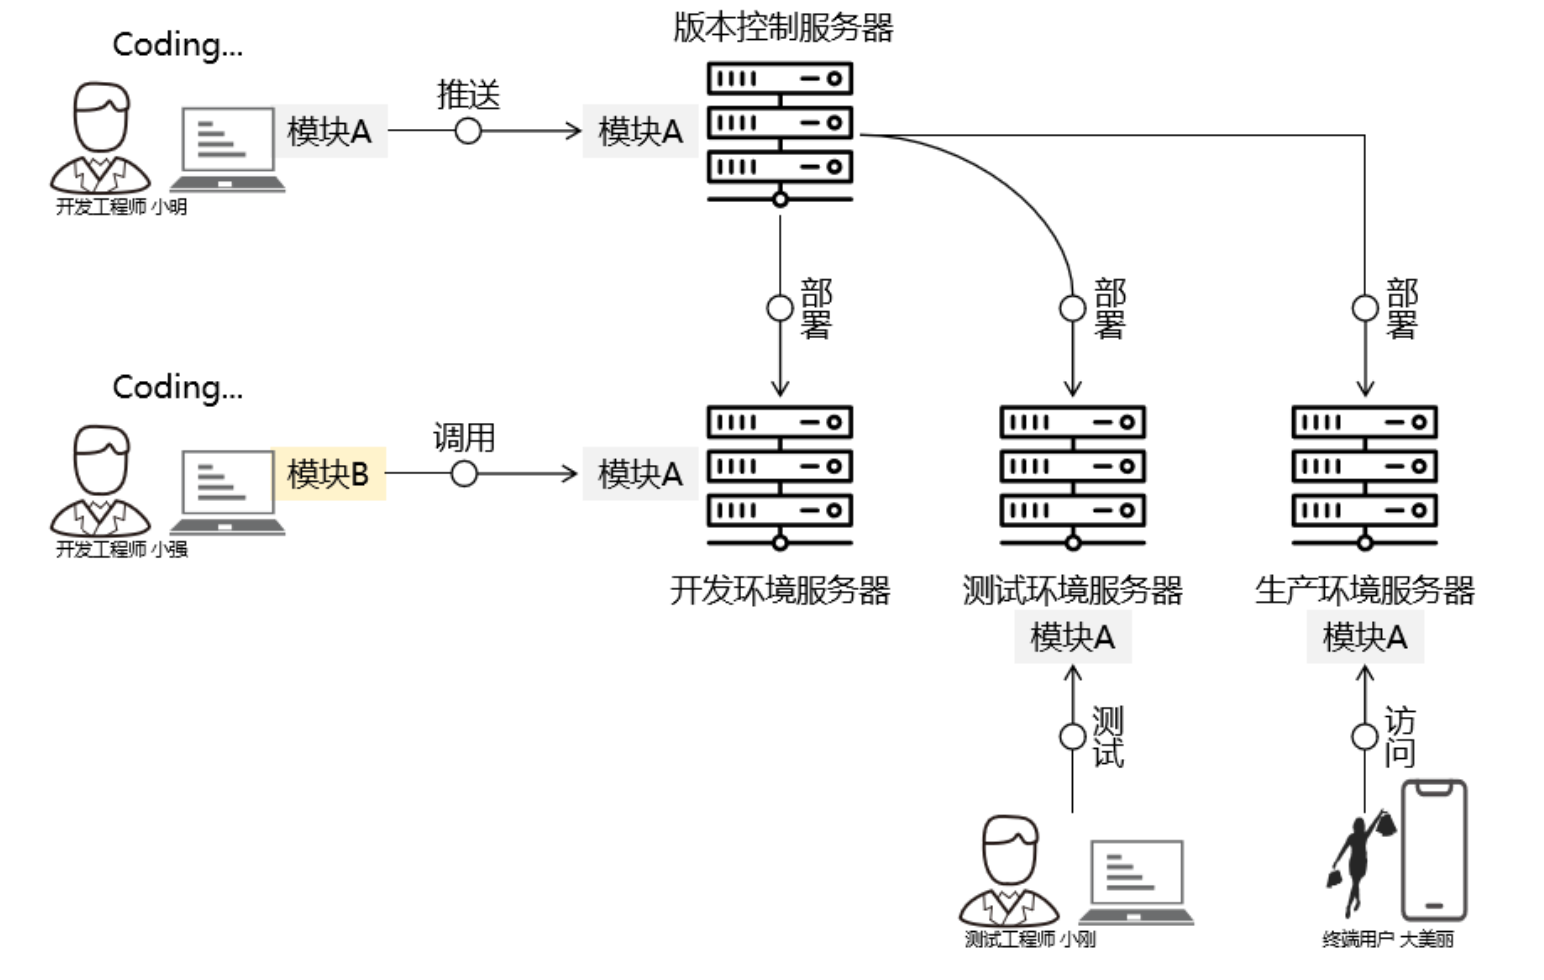 版本控制服务器
Coding...
推送
模块A
模块A
开发工程师 小明
部署
部署
部署
Coding...
调用
模块B
模块A
开发工程师 小强
开发环境服务器
测试环境服务器
生产环境服务器
模块A
模块A
测试
访问
测试工程师 小刚
终端用户 大美丽